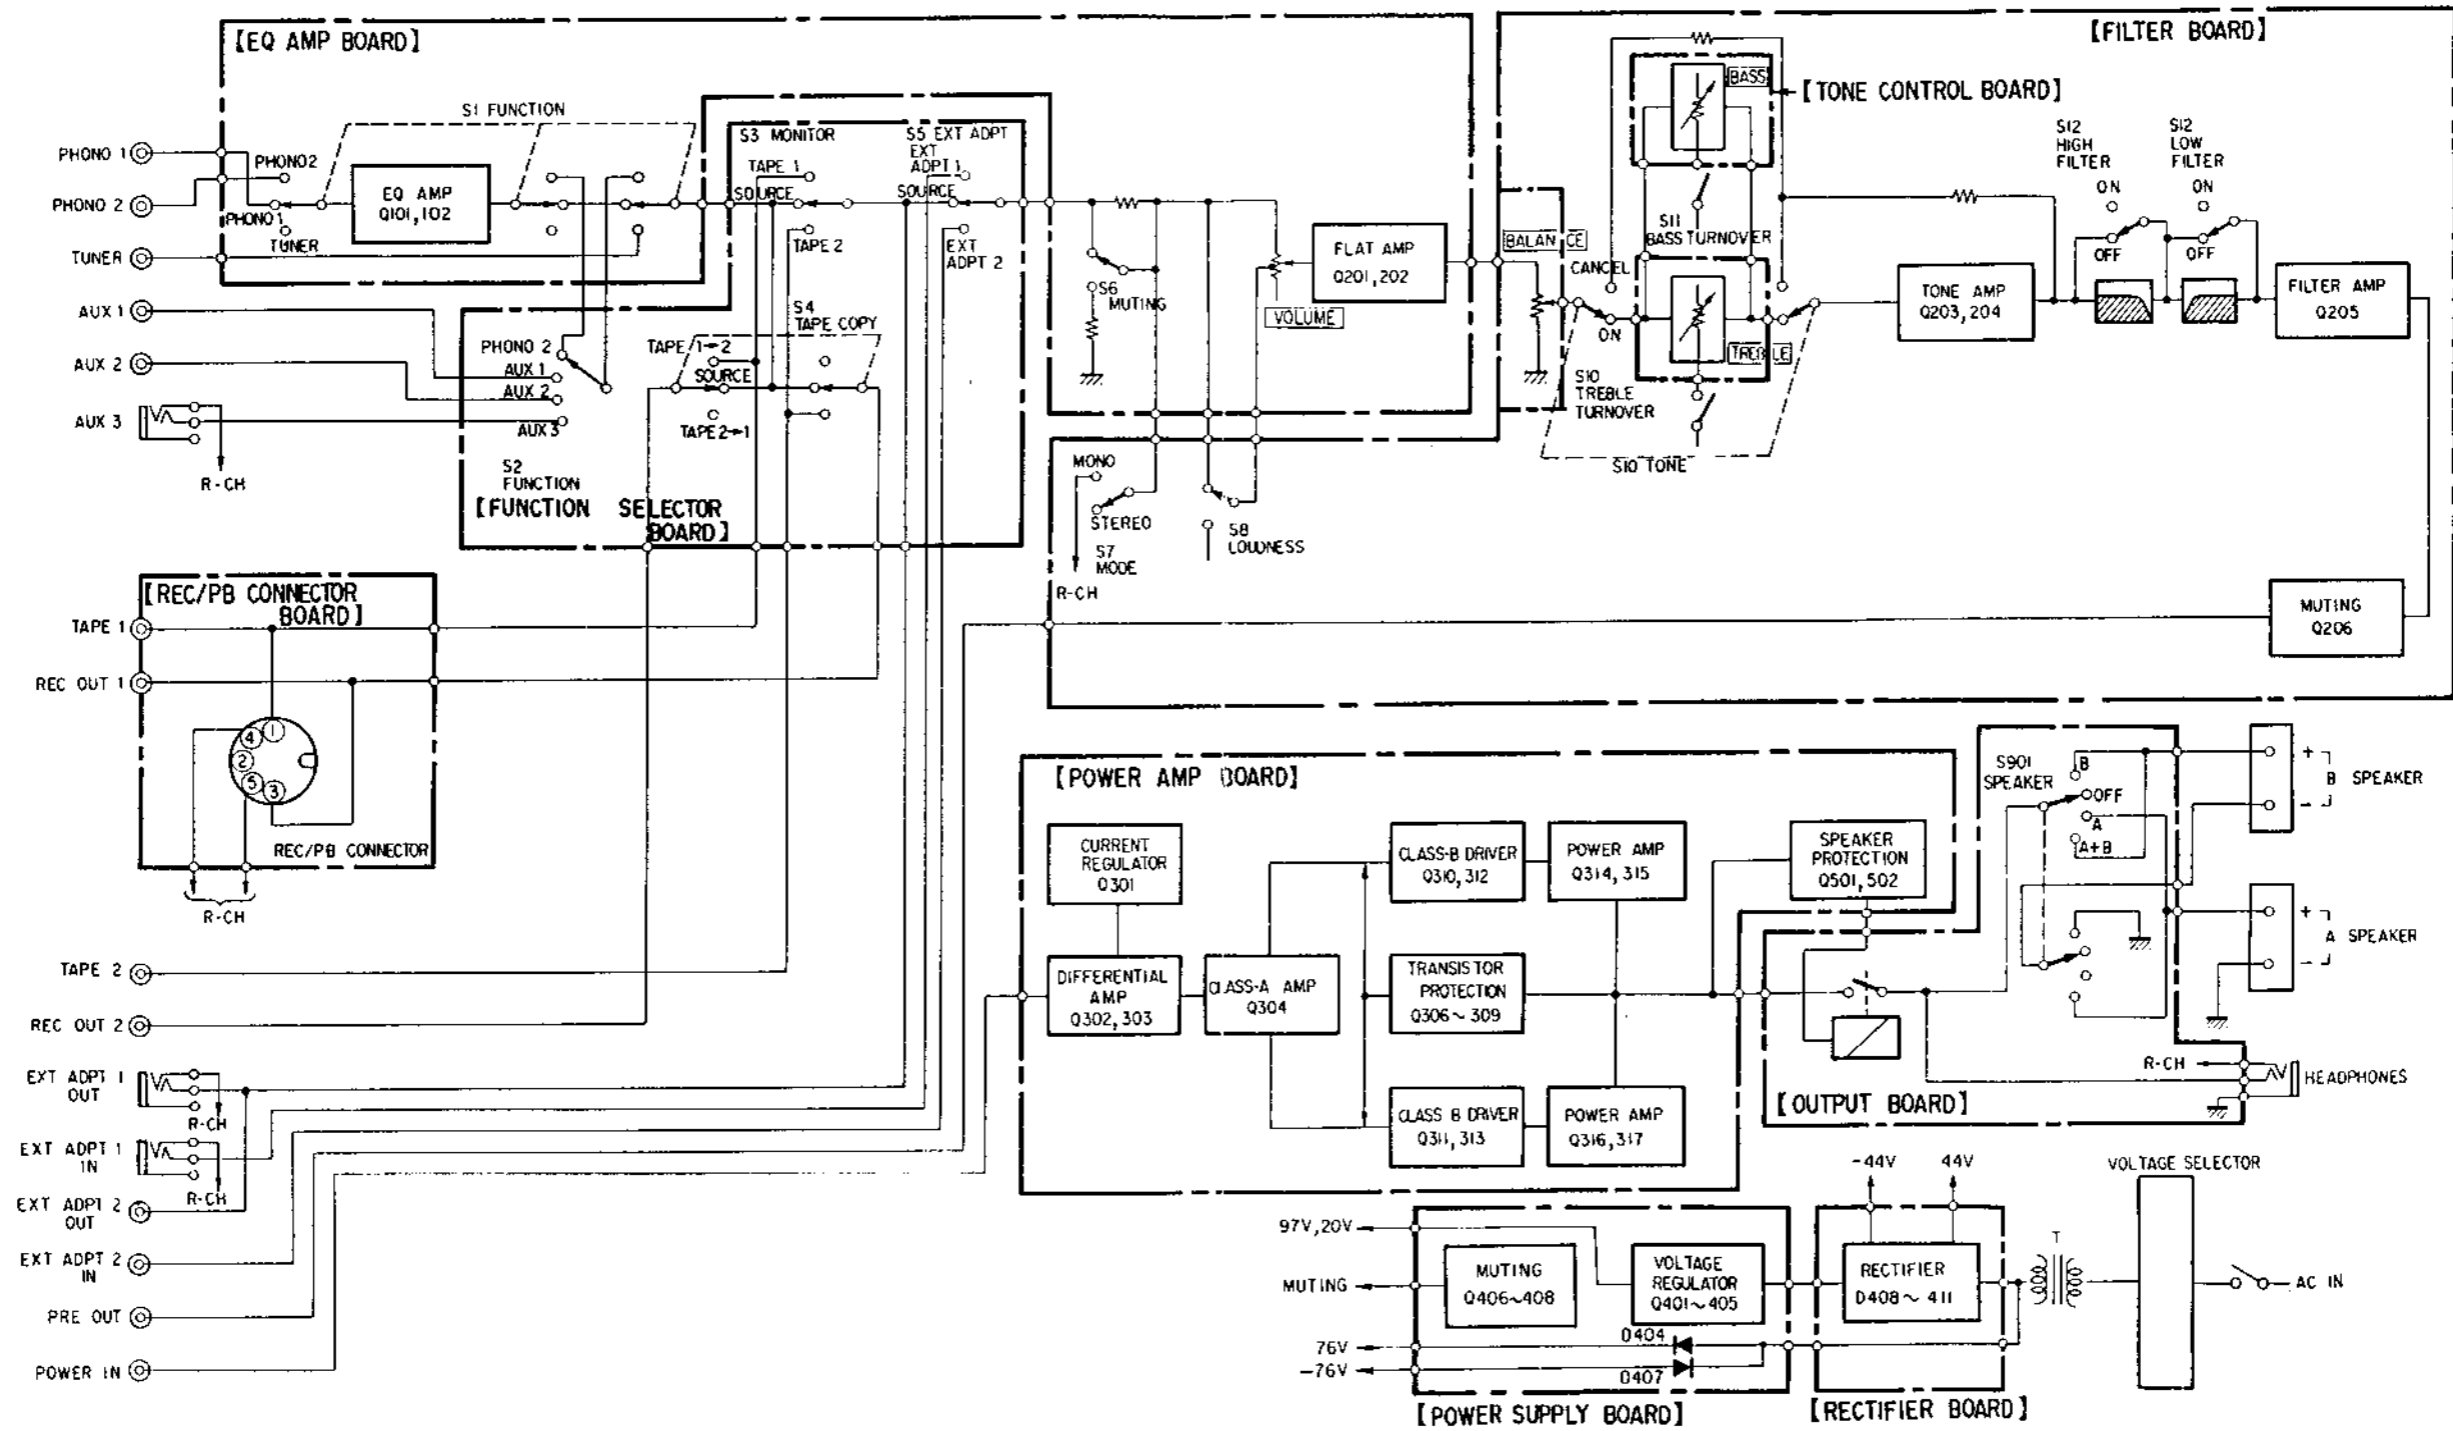 【EQ AMP BOARD】
【FILTER BOARD】
BASS
【TONE CONTROL BOARD】
S1 FUNCTION
S3 MONITOR
S5 EXT ADPT
EXT
ADPT 1
TAPE 1
SOURCE
SOURCE
TAPE 2
EXT
ADPT 2
PHONO 1
PHONO2
PHONO 2
PHONO 1
TUNER
TUNER
EQ AMP
Q101,102
AUX 1
AUX 2
AUX 3
R-CH
PHONO 2
AUX 1
AUX 2
AUX3
S2
FUNCTION
【FUNCTION SELECTOR
BOARD】
S4
TAPE COPY
TAPE 1→2
SOURCE
TAPE2→1
S6
MUTING
VOLUME
FLAT AMP
Q201,202
BALANCE
CANCEL
ON
S11
BASS TURNOVER
TREBLE
S10
TREBLE
TURNOVER
S10 TONE
TONE AMP
Q203,204
S12
HIGH
FILTER
ON
OFF
S12
LOW
FILTER
ON
OFF
FILTER AMP
Q205
MONO
STEREO
S7
MODE
R-CH
S8
LOUDNESS
MUTING
Q206
【REC/PB CONNECTOR
BOARD】
TAPE 1
REC OUT 1
4
1
2
5
3
REC/PB CONNECTOR
R-CH
TAPE 2
REC OUT 2
EXT ADPT 1
OUT
R-CH
EXT ADPT 1
IN
R-CH
EXT ADPT 2
OUT
EXT ADPT 2
IN
PRE OUT
POWER IN
【POWER AMP BOARD】
CURRENT
REGULATOR
Q301
DIFFERENTIAL
AMP
Q302,303
CLASS-A AMP
Q304
CLASS-B DRIVER
Q310,312
POWER AMP
Q314,315
TRANSISTOR
PROTECTION
Q306~309
CLASS B DRIVER
Q311,313
POWER AMP
Q316,317
SPEAKER
PROTECTION
Q501,502
S901
SPEAKER
B
OFF
A
A+B
+
B SPEAKER
-
+
A SPEAKER
-
R-CH
HEADPHONES
【OUTPUT BOARD】
-44V
44V
VOLTAGE SELECTOR
97V,20V
MUTING
76V
-76V
MUTING
Q406~408
VOLTAGE
REGULATOR
Q401~405
D404
D407
RECTIFIER
D408~411
T
AC IN
【POWER SUPPLY BOARD】
【RECTIFIER BOARD】